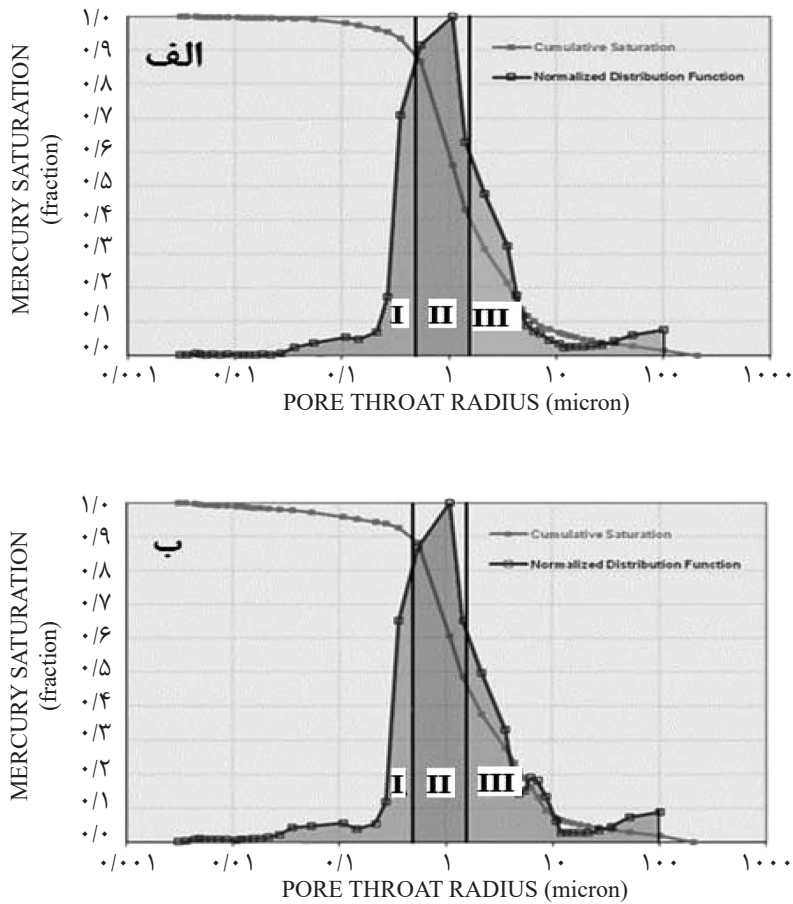 MERCURY SATURATION
(fraction)
۱/۰
۰/۹
۰/۸
۰/۷
۰/۶
۰/۵
۰/۴
۰/۳
۰/۲
۰/۱
۰/۰
الف
Cumulative Saturation
Normalized Distribution Function
I II III
۰/۰۰۱ ۰/۰۱ ۰/۱ ۱ ۱۰ ۱۰۰ ۱۰۰۰
PORE THROAT RADIUS (micron)
MERCURY SATURATION
(fraction)
۱/۰
۰/۹
۰/۸
۰/۷
۰/۶
۰/۵
۰/۴
۰/۳
۰/۲
۰/۱
۰/۰
ب
Cumulative Saturation
Normalized Distribution Function
I II III
۰/۰۰۱ ۰/۰۱ ۰/۱ ۱ ۱۰ ۱۰۰ ۱۰۰۰
PORE THROAT RADIUS (micron)